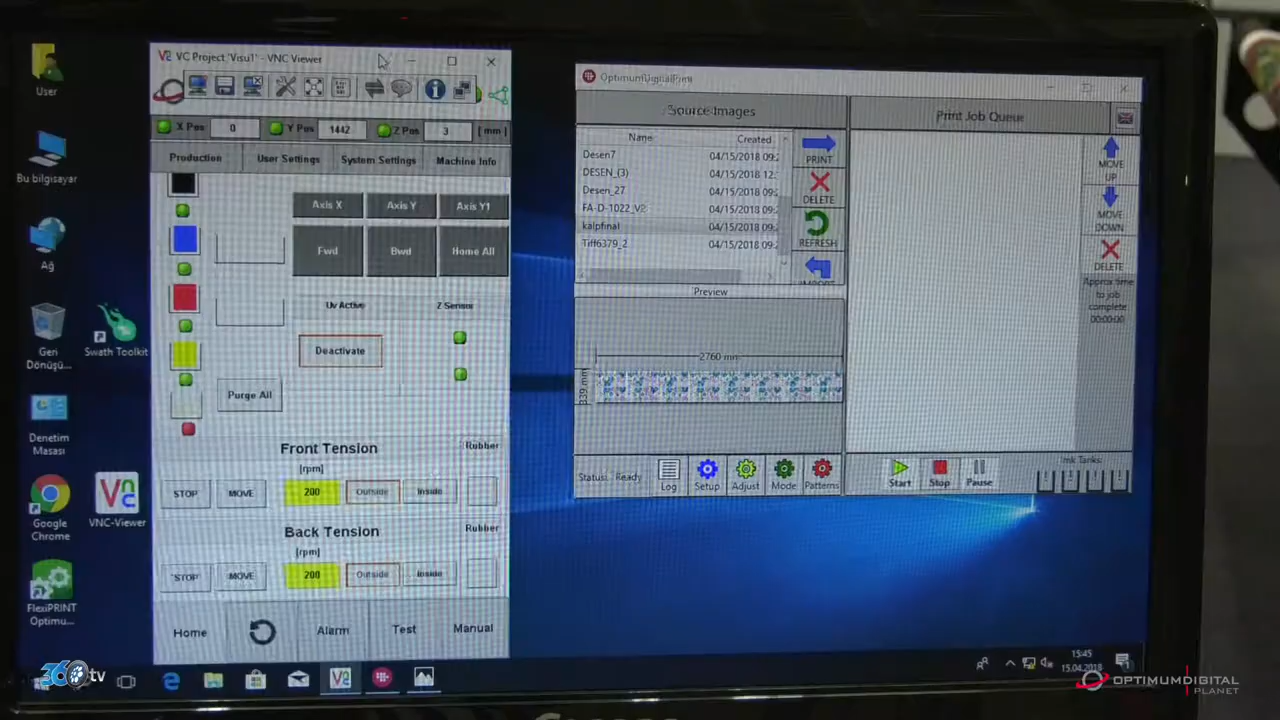 User
Bu bilgisayar
Ağ
Geri
Dönüşü...
Swath Toolkit
Denetim
Masası
Google
Chrome
VNC-Viewer
FlexiPRINT
Optimu...
VC Project 'Visu1' - VNC Viewer
X Pos 0 Y Pos 1442 Z Pos 3 [mm]
Production User Settings System Settings Machine Info
Axis X Axis Y Axis Y1
Fwd Bwd Home All
Uv Active Z Sensor
Deactivate
Purge All
Front Tension Rubber
[rpm]
STOP MOVE 200 Outside Inside
Back Tension Rubber
[rpm]
STOP MOVE 200 Outside Inside
Home Alarm Test Manual
OptimumDigitalPrint
Source Images
Name Created
Desen7 04/15/2018 09:2
DESEN_(3) 04/15/2018 12:
Desen_27 04/15/2018 09:2
FA-D-1022_V2 04/15/2018 09:2
kalpfinal 04/15/2018 09:2
Tiff6379_2 04/15/2018 09:2
PRINT
DELETE
REFRESH
IMPORT
Preview
2760 mm
339 mm
Status: Ready
Log Setup Adjust Mode Patterns
Print Job Queue
MOVE
UP
MOVE
DOWN
DELETE
Approx time
to job
complete
00:00:00
Ink Tanks:
Start Stop Pause
15:45
15.04.2018
360tv
OPTIMUMDIGITAL
PLANET